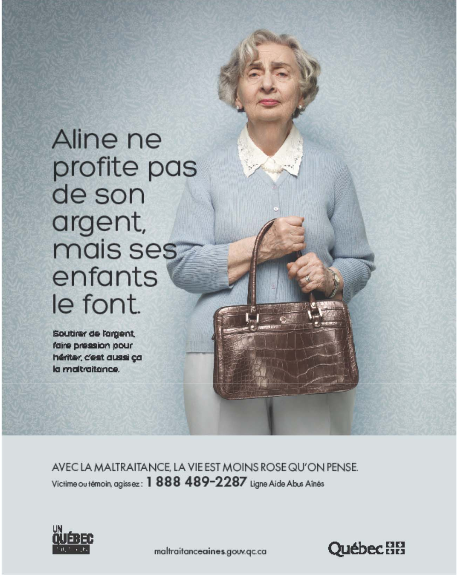 Aline ne
profite pas
de son
argent,
mais ses
enfants
le font.
Soutirer de l'argent,
faire pression pour
hériter, c'est aussi ça
la maltraitance.
AVEC LA MALTRAITANCE, LA VIE EST MOINS ROSE QU'ON PENSE.
Victime ou témoin, agissez : 1 888 489-2287 Ligne Aide Abus Aînés
UN
QUÉBEC
maltraitanceaines.gouv.qc.ca
Québec